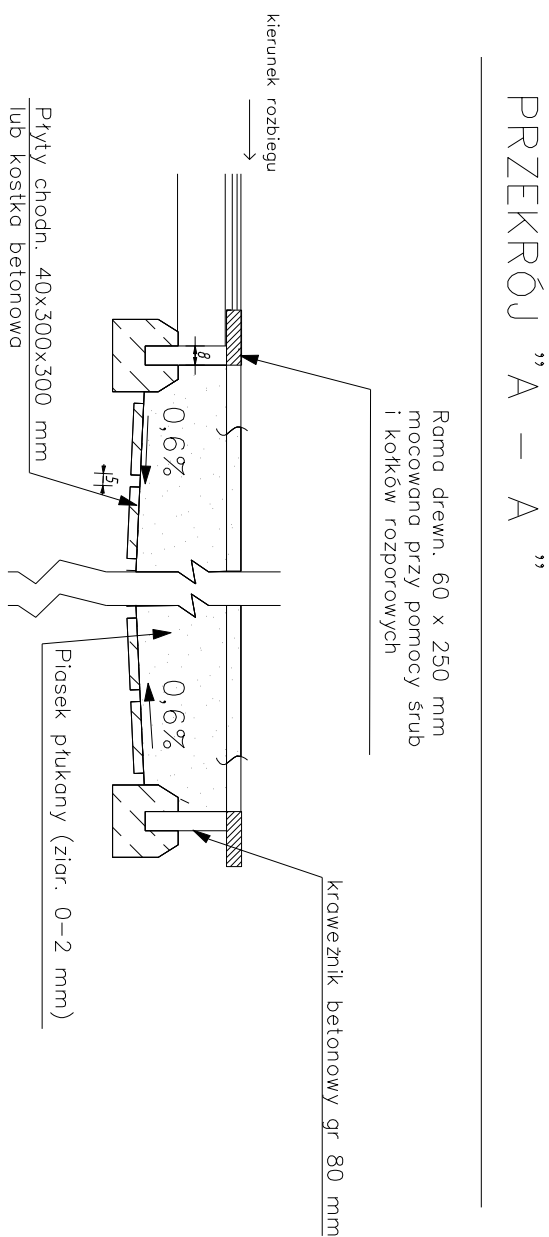 PRZEKRÓJ ,, A – A ”
Rama drewn. 60 x 250 mm
mocowana przy pomocy śrub
i kołków rozporowych
kierunek rozbiegu
8
0,6%
0,6%
5
krawężnik betonowy gr 80 mm
Płyty chodn. 40x300x300 mm
lub kostka betonowa
Piasek płukany (ziar. 0-2 mm)